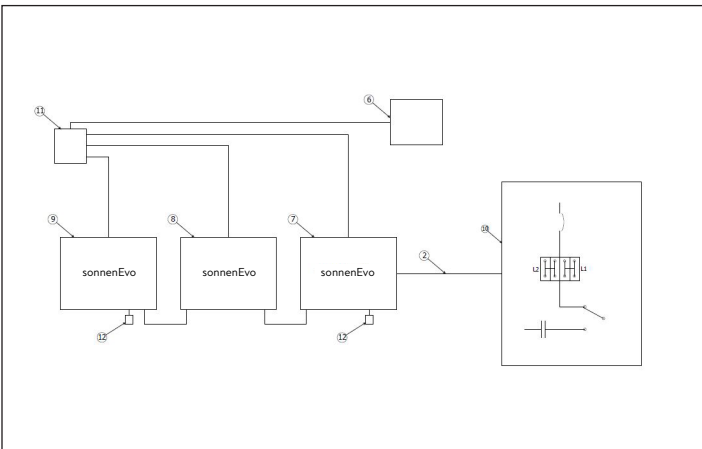 ⑪
⑥
⑨
⑧
⑦
②
⑩
sonnenEvo
sonnenEvo
sonnenEvo
L2
L1
⑫
⑫